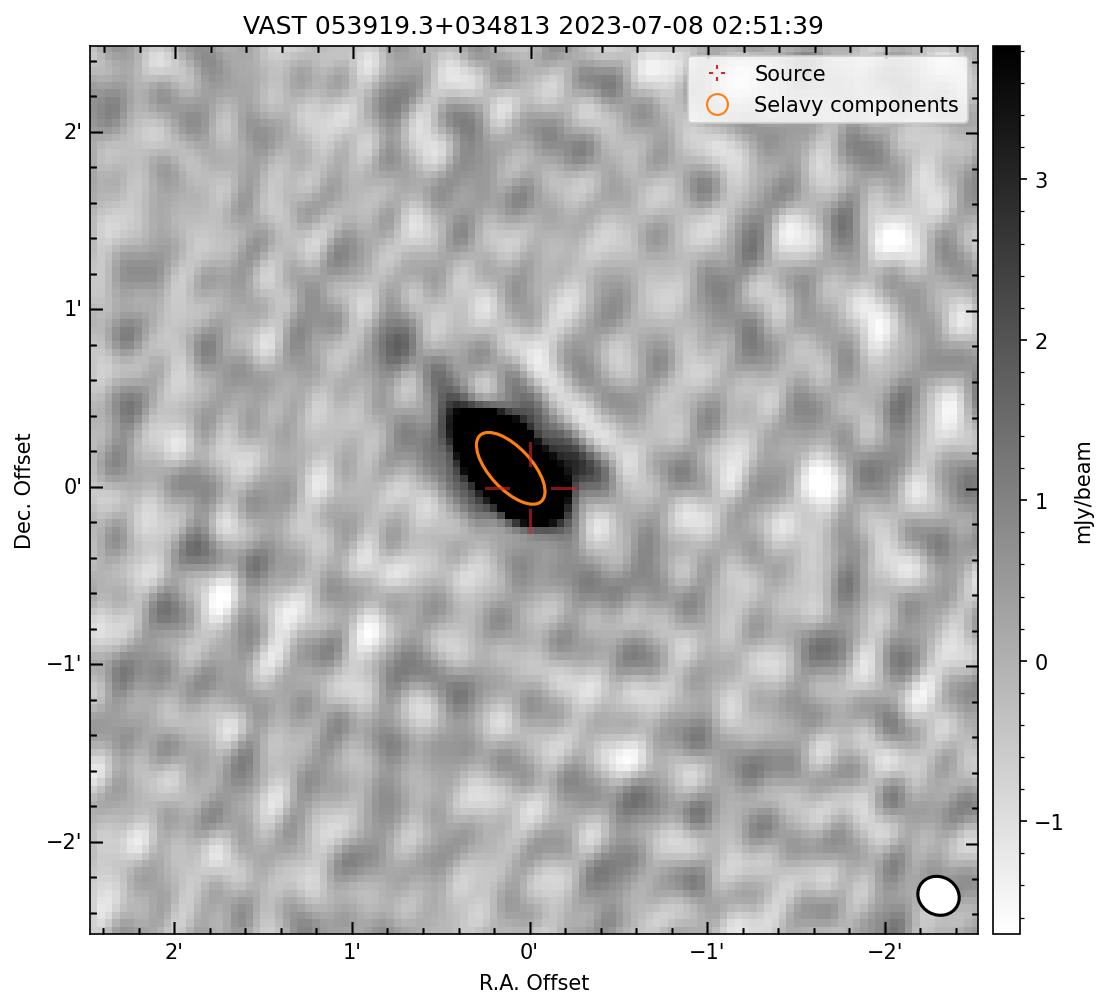 VAST 053919.3+034813 2023-07-08 02:51:39
Source
Selavy components
2'
1'
0'
−1'
−2'
Dec. Offset
2'
1'
0'
−1'
−2'
R.A. Offset
3
2
1
0
−1
mJy/beam